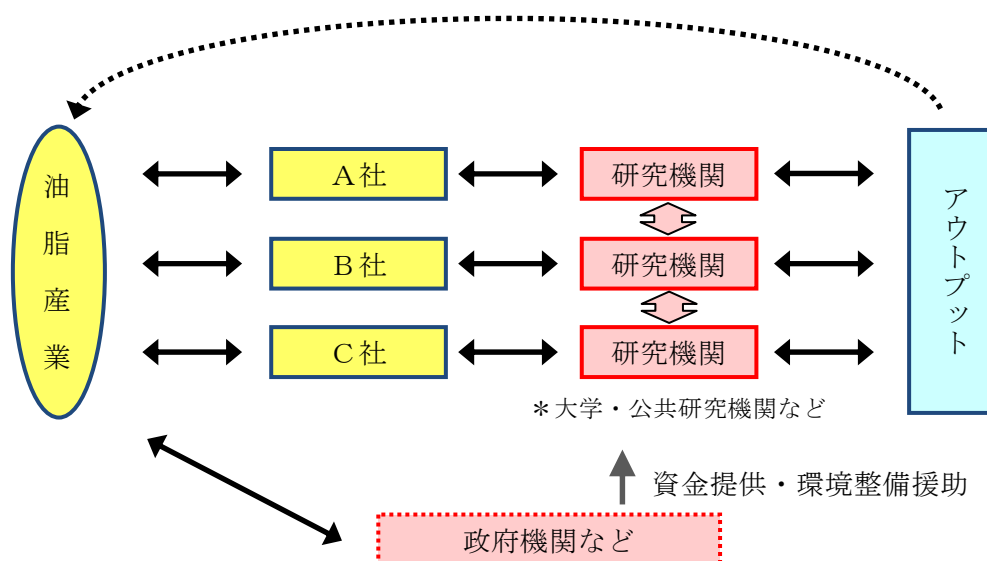 油脂産業
A社
研究機関
B社
研究機関
C社
研究機関
アウトプット
＊大学・公共研究機関など
資金提供・環境整備援助
政府機関など